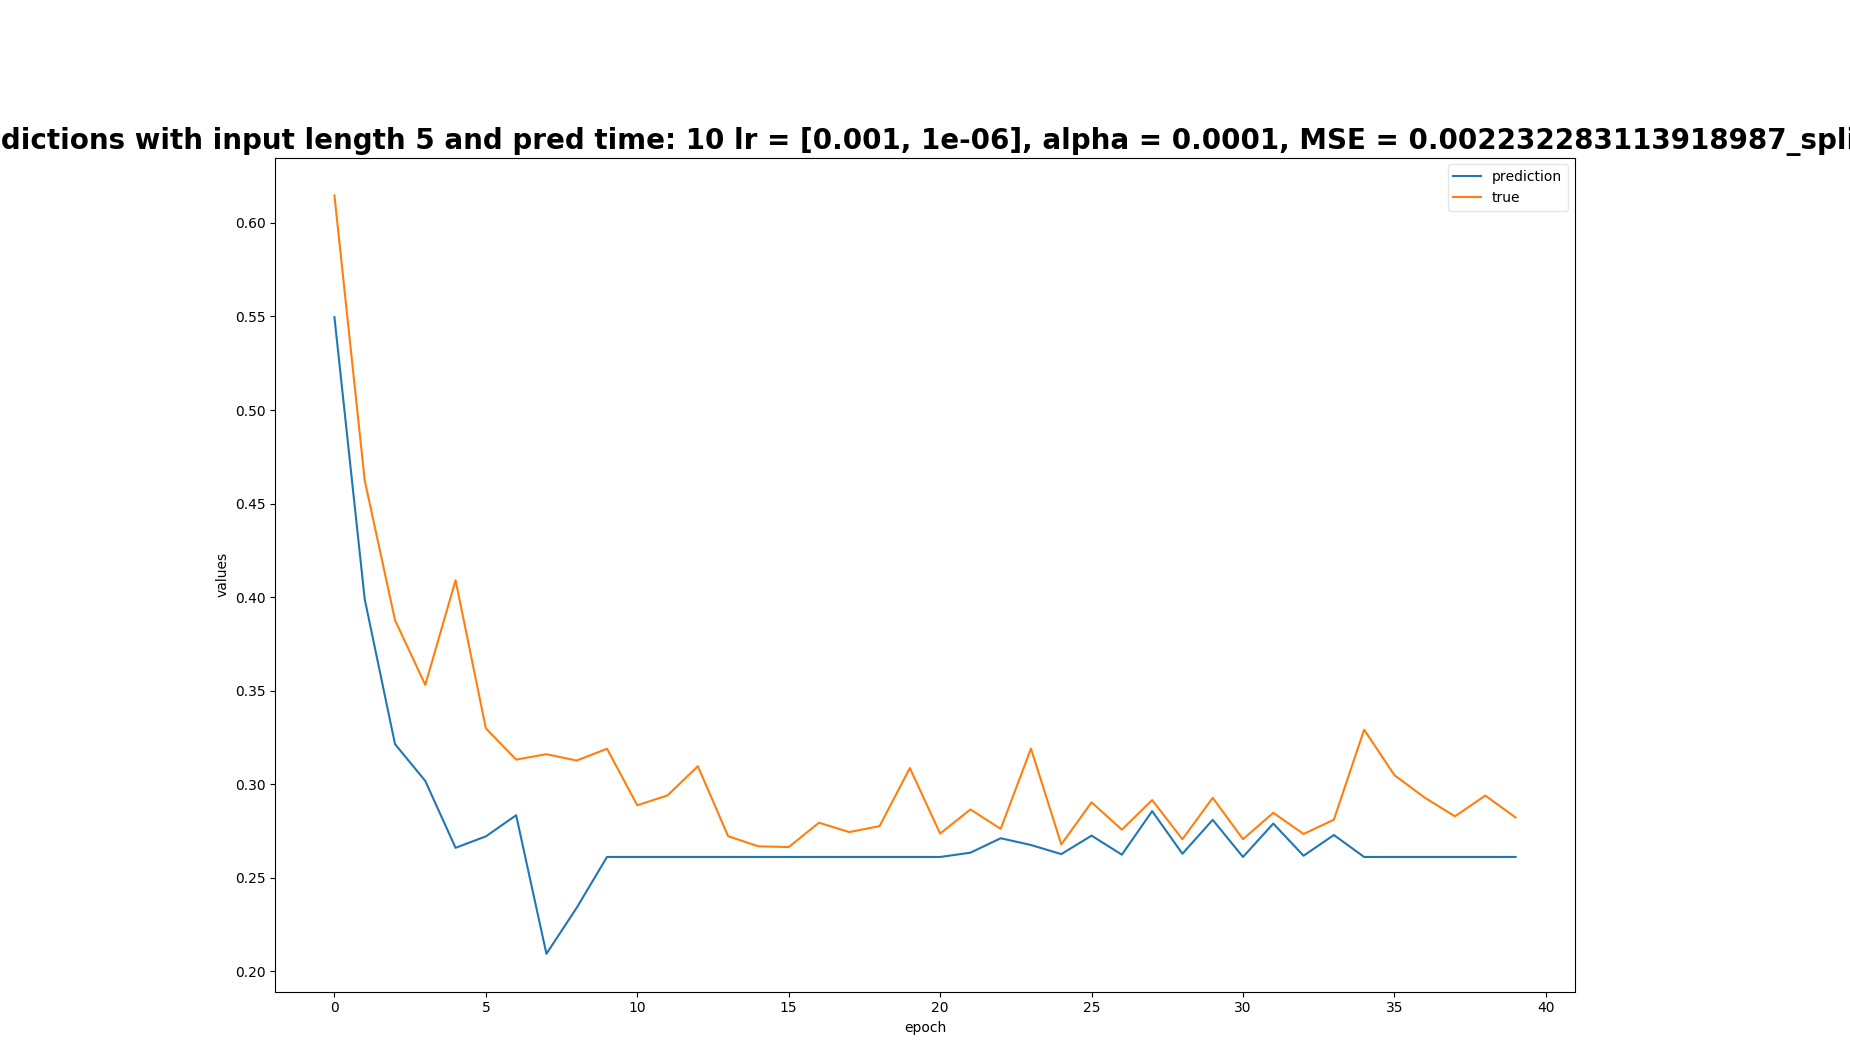 dictions with input length 5 and pred time: 10 lr = [0.001, 1e-06], alpha = 0.0001, MSE = 0.002232283113918987_spli
prediction
true
0.60
0.55
0.50
0.45
0.40
0.35
0.30
0.25
0.20
values
0 5 10 15 20 25 30 35 40
epoch